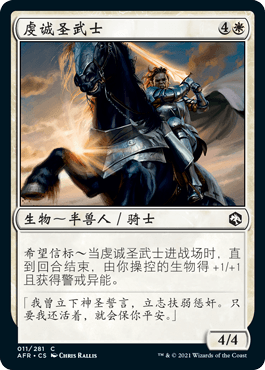 虔诚圣武士 4
生物～半兽人／骑士
希望信标～当虔诚圣武士进战场时，直
到回合结束，由你操控的生物得+1/+1
且获得警戒异能。
「我曾立下神圣誓言，立志扶弱惩奸。只
要我还活着，就会保你平安。」
4/4
011/281 C
AFR • CS CHRIS RALLIS
™ & © 2021 Wizards of the Coast